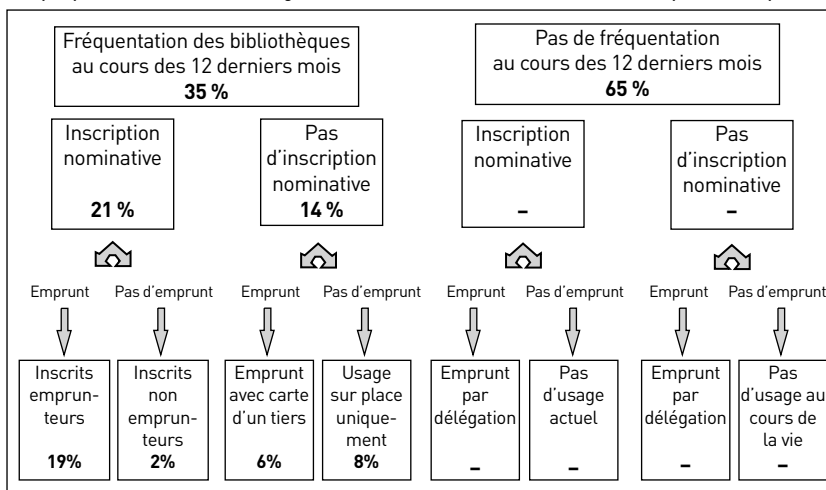 Fréquentation des bibliothèques
au cours des 12 derniers mois
35 %
Pas de fréquentation
au cours des 12 derniers mois
65 %
Inscription
nominative
21 %
Pas
d'inscription
nominative
14 %
Inscription
nominative
–
Pas
d'inscription
nominative
–
Emprunt
Pas d'emprunt
Emprunt
Pas d'emprunt
Emprunt
Pas d'emprunt
Emprunt
Pas d'emprunt
Inscrits
emprun-
teurs
19%
Inscrits
non
emprun-
teurs
2%
Emprunt
avec carte
d'un tiers
6%
Usage
sur place
unique-
ment
8%
Emprunt
par
délégation
–
Pas
d'usage
actuel
–
Emprunt
par
délégation
–
Pas
d'usage au
cours de
la vie
–